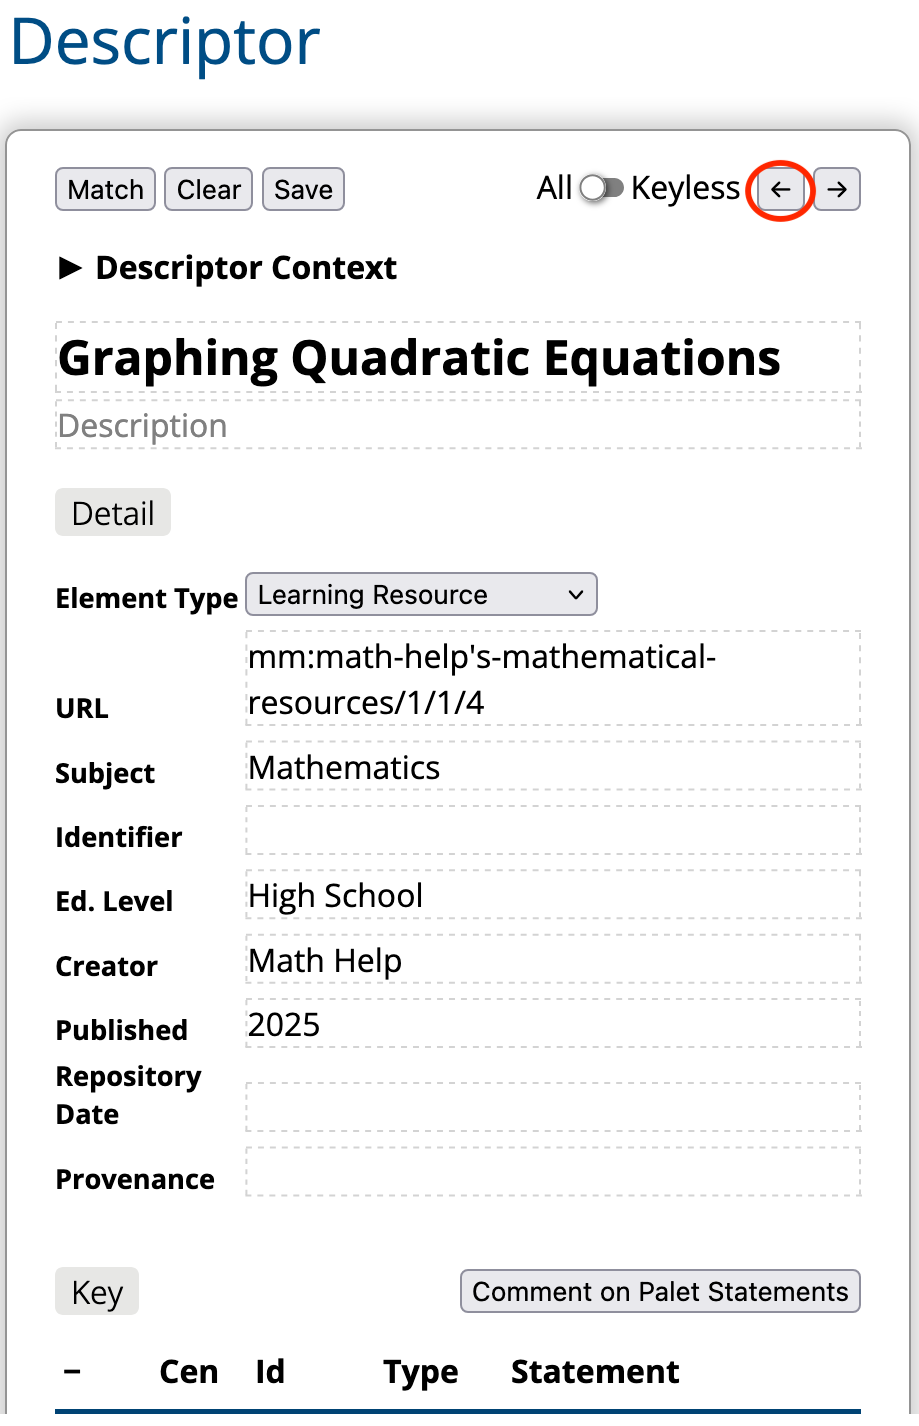 Descriptor
Match Clear Save All Keyless ← →
▶ Descriptor Context
Graphing Quadratic Equations
Description
Detail
Element Type Learning Resource
URL mm:math-help's-mathematical-
resources/1/1/4
Subject Mathematics
Identifier
Ed. Level High School
Creator Math Help
Published 2025
Repository
Date
Provenance
Key Comment on Palet Statements
– Cen Id Type Statement